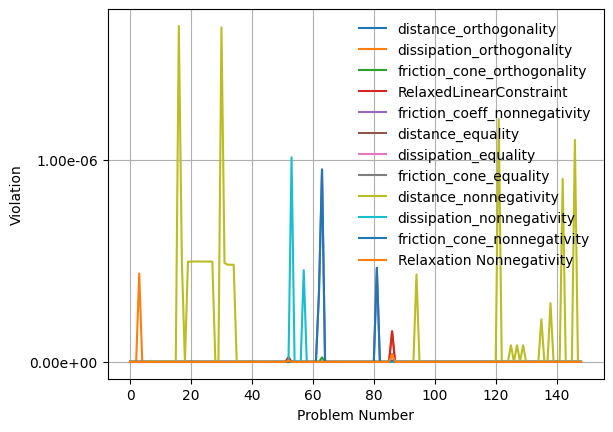 distance_orthogonality
dissipation_orthogonality
friction_cone_orthogonality
RelaxedLinearConstraint
friction_coeff_nonnegativity
distance_equality
dissipation_equality
friction_cone_equality
distance_nonnegativity
dissipation_nonnegativity
friction_cone_nonnegativity
Relaxation Nonnegativity
1.00e-06
0.00e+00
Violation
0 20 40 60 80 100 120 140
Problem Number